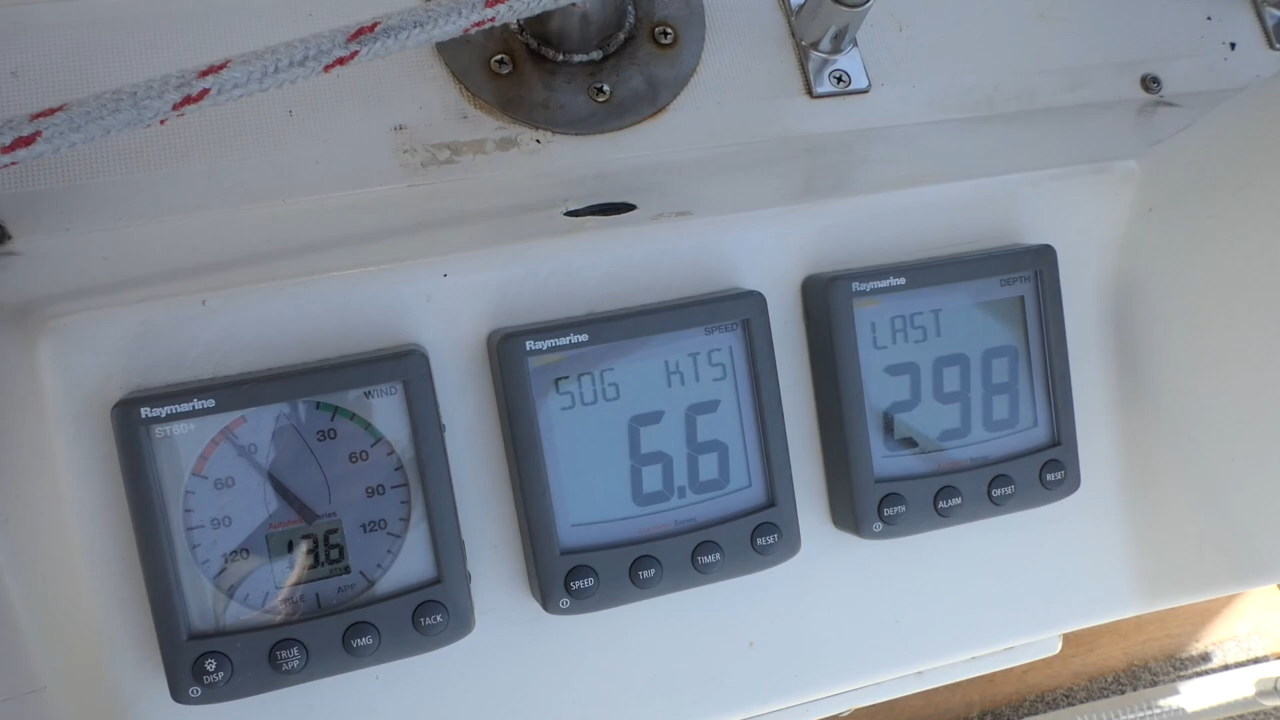 Raymarine
WIND
ST60+
30
30
60
60
90
90
120
120
13.6
TRUE
APP
DISP
TRUE
APP
VMG
TACK
Raymarine
SPEED
SOG KTS
6.6
SPEED
TRIP
TIMER
RESET
Raymarine
DEPTH
LAST
298
DEPTH
ALARM
OFFSET
RESET